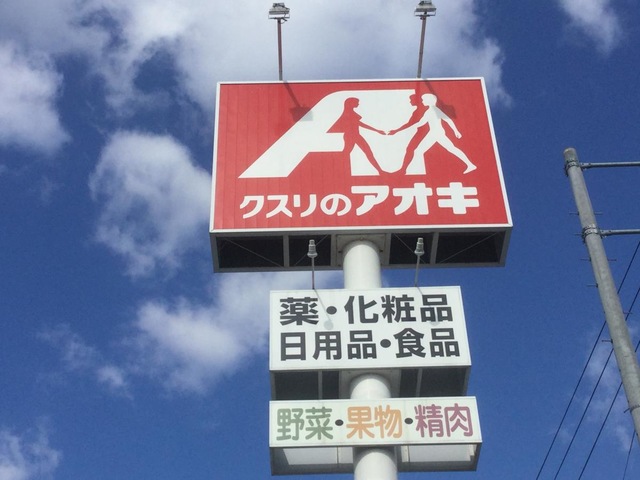 クスリのアオキ
薬・化粧品
日用品・食品
野菜・果物・精肉